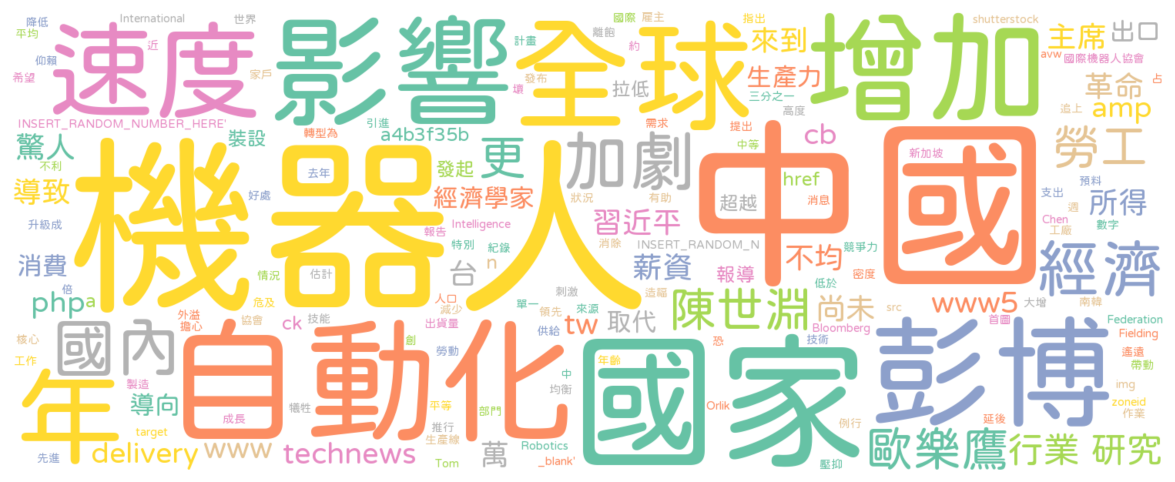 降低 International 世界 國際 雇主 指出 shutterstock
平均 速度 影響 全球 增加 主席 出口
仰賴 近 計畫 離飽 約 來到 avw 國際機器人協會
希望 家戶 發布 壞 拉低 生產力 三分之一 革命 占
INSERT_RANDOM_NUMBER_HERE' 引進 a4b3f35b 需求 高度 追上 amp
驚人 裝設 轉型為 更 加劇 提出 中等 cb 勞工
不利 去年 發起 中國 新加坡
導致 機器人 好處 經濟學家 狀況 有助 超越 href 消息 支出 預料 所得
升級成 報告 Intelligence 習近平 Chen 週 數字
特別 紀錄 消除 INSERT_RANDOM_N 不均 競爭力 工廠
消費 情況 估計 台 n 薪資 報導 密度 經濟
php a 倍 危及 人口 減少 刺激 造福 低於 www5 大增 南韓
外溢 擔心 協會 ck 技能 出貨量 單一 領先 來源 陳世淵 尚未 src 首圖 Federation
國內 自動化 創 供給 tw 取代 Bloomberg 彭博 Fielding
核心 勞動 恐 技術 遙遠
工作 年 製造 中 國家 年齡 帶動
導向 犧牲 平等 部門 均衡 Orlik img zoneid
成長 推行 例行 延後 作業
target 生產線 萬 Robotics 歐樂鷹 行業 研究
先進 delivery www technews Tom _blank' 壓抑